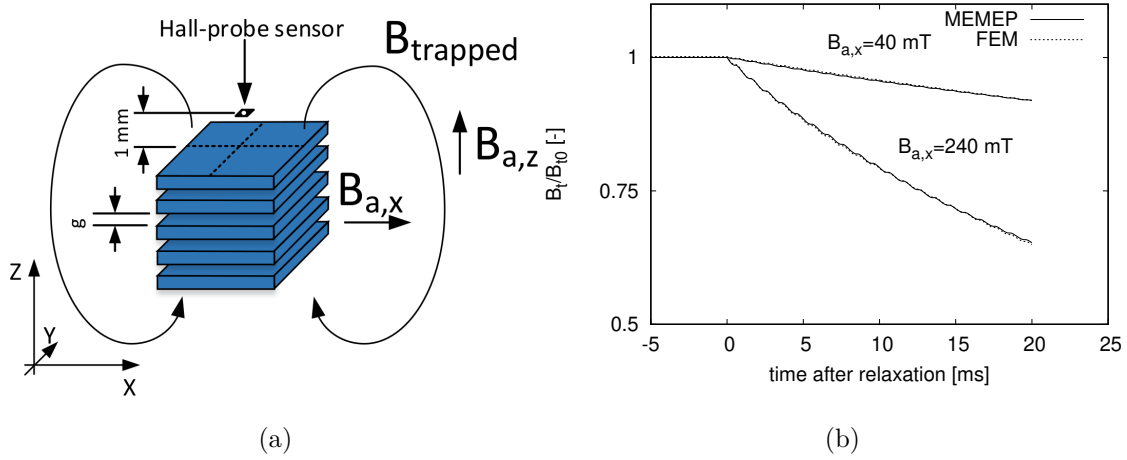 Hall-probe sensor
B_trapped
1 mm
B_a,z
B_a,x
g
Z
Y
X
(a)
MEMEP
FEM
B_a,x=40 mT
B_a,x=240 mT
B_t/B_t0 [-]
1
0.75
0.5
-5 0 5 10 15 20 25
time after relaxation [ms]
(b)